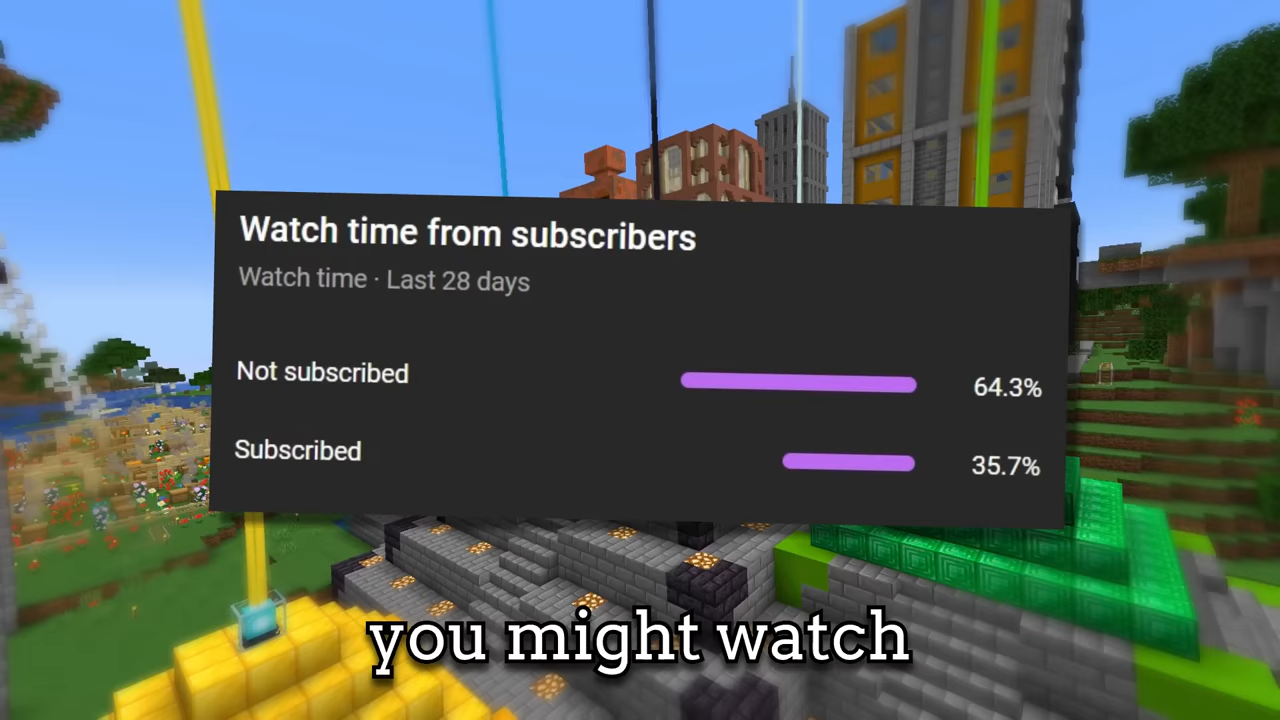 Watch time from subscribers
Watch time · Last 28 days
Not subscribed 64.3%
Subscribed 35.7%
you might watch